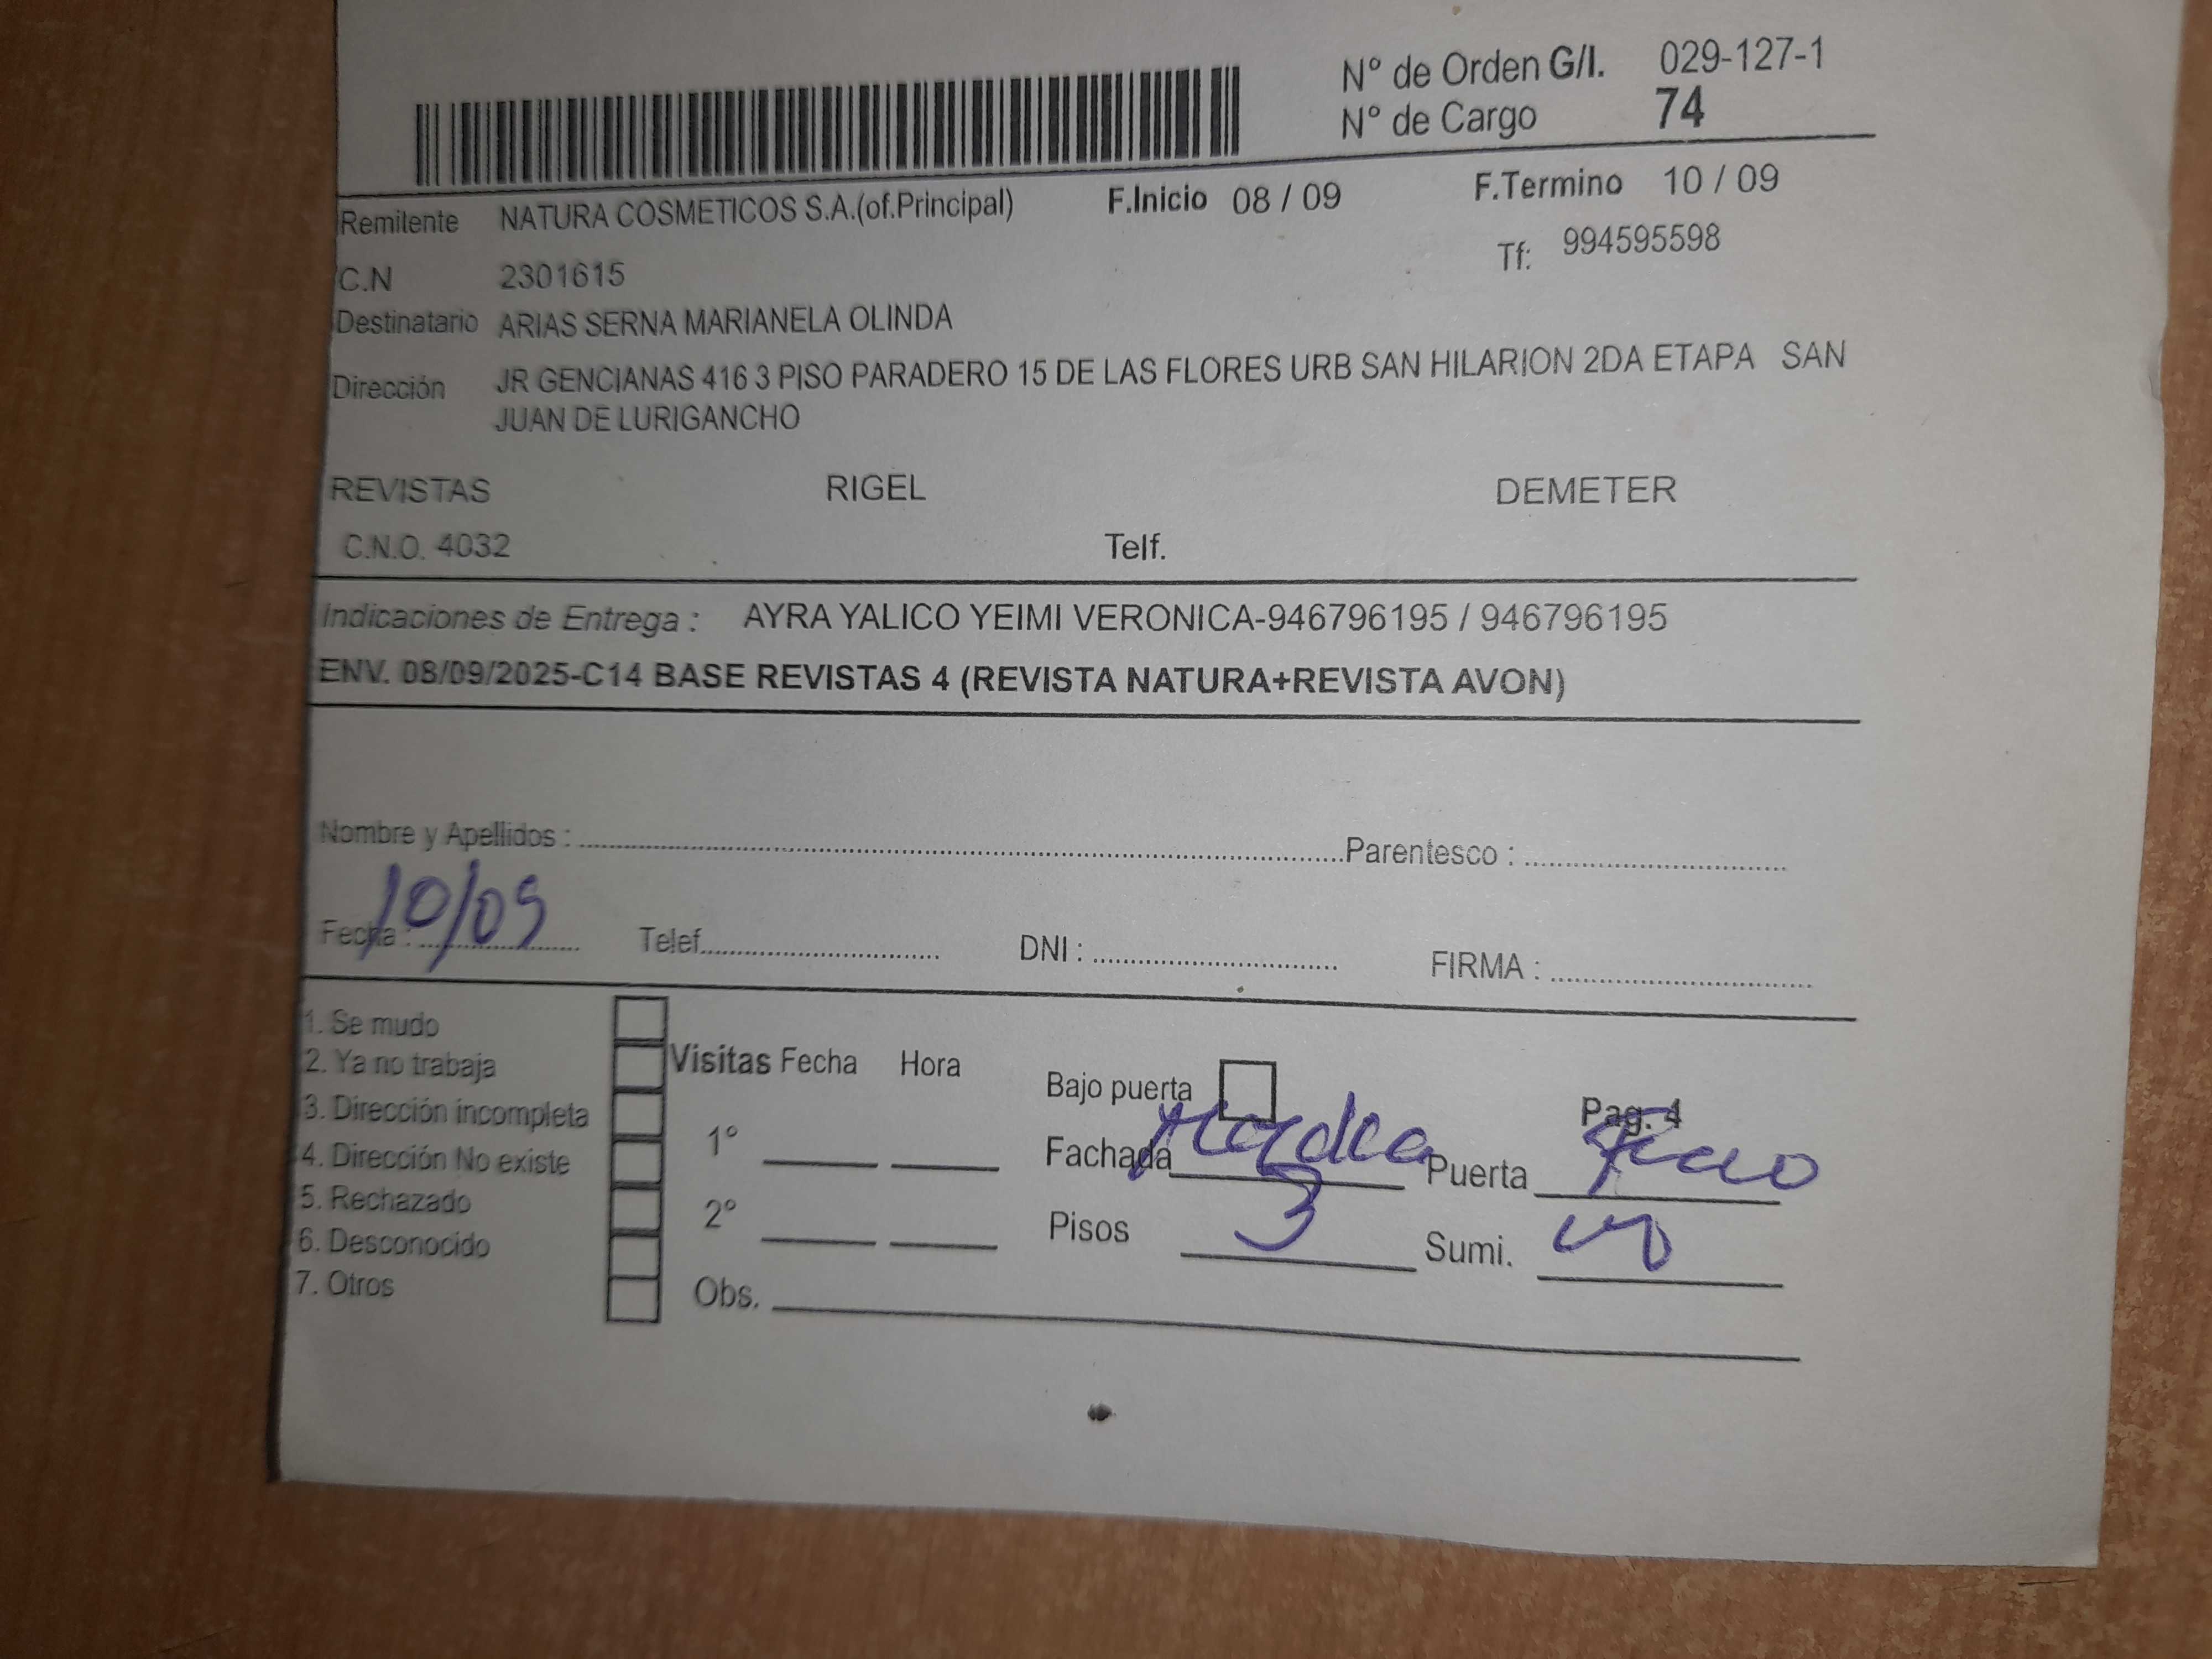 Nº de Orden G/I. 029-127-1
Nº de Cargo 74
Remitente NATURA COSMETICOS S.A.(of.Principal) F.Inicio 08 / 09 F.Termino 10 / 09
C.N 2301615 Tf: 994595598
Destinatario ARIAS SERNA MARIANELA OLINDA
Dirección JR GENCIANAS 416 3 PISO PARADERO 15 DE LAS FLORES URB SAN HILARION 2DA ETAPA SAN
JUAN DE LURIGANCHO
REVISTAS RIGEL DEMETER
C.N.O. 4032 Telf.
Indicaciones de Entrega : AYRA YALICO YEIMI VERONICA-946796195 / 946796195
ENV. 08/09/2025-C14 BASE REVISTAS 4 (REVISTA NATURA+REVISTA AVON)
Nombre y Apellidos : Parentesco :
Fecha : 10/09 Telef. DNI : FIRMA :
1. Se mudo
2. Ya no trabaja Visitas Fecha Hora Bajo puerta Pag. 4
3. Dirección incompleta
4. Dirección No existe 1° Fachada Puerta
5. Rechazado
6. Desconocido 2° Pisos 3 Sumi.
7. Otros Obs.